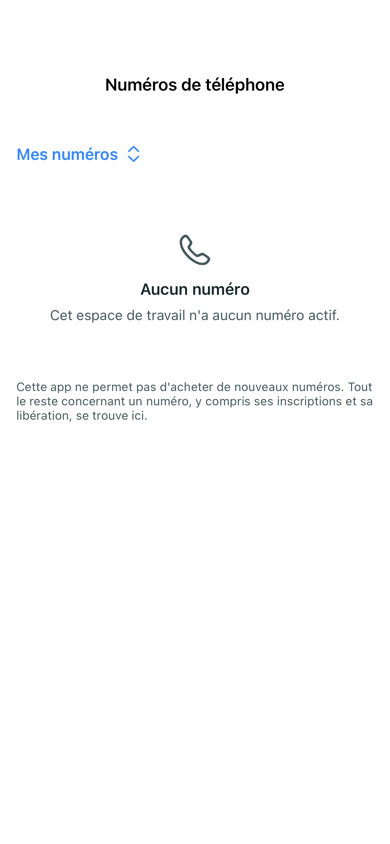 Numéros de téléphone
Mes numéros
Aucun numéro
Cet espace de travail n'a aucun numéro actif.
Cette app ne permet pas d'acheter de nouveaux numéros. Tout
le reste concernant un numéro, y compris ses inscriptions et sa
libération, se trouve ici.